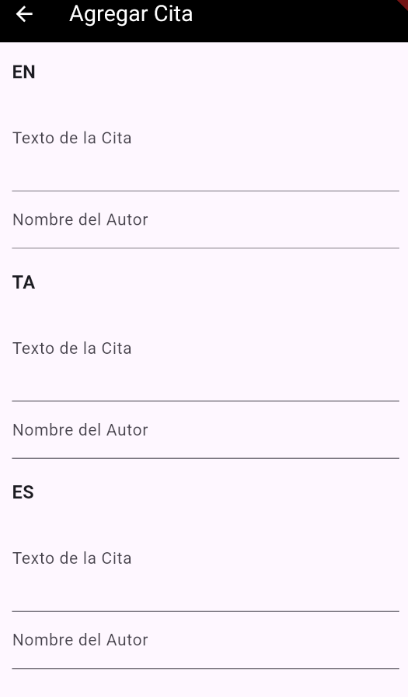 Agregar Cita
EN
Texto de la Cita
Nombre del Autor
TA
Texto de la Cita
Nombre del Autor
ES
Texto de la Cita
Nombre del Autor